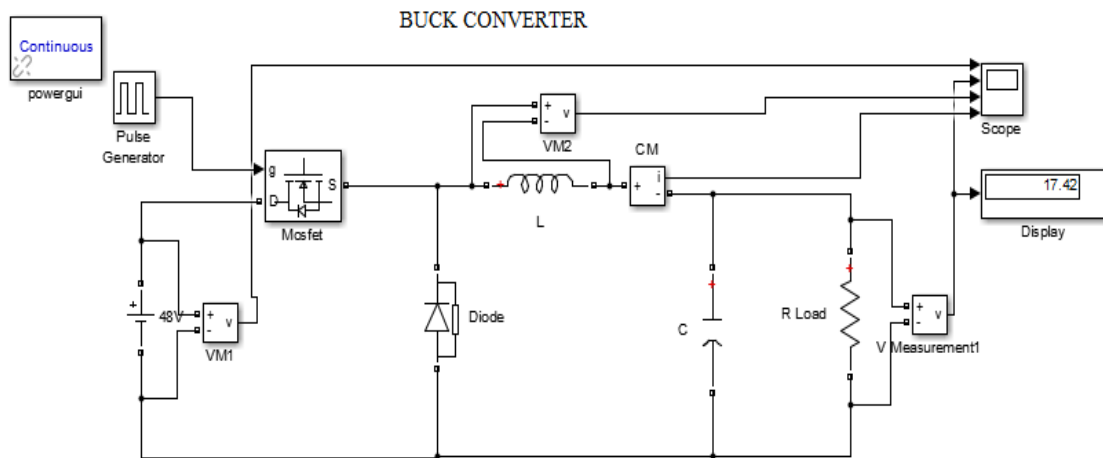 BUCK CONVERTER
Continuous
powergui
Pulse
Generator
g
D
S
Mosfet
+
-
v
VM2
CM
+
i
-
L
Scope
17.42
Display
+
48V
+
-
v
VM1
Diode
C
R Load
+
-
v
V Measurement1